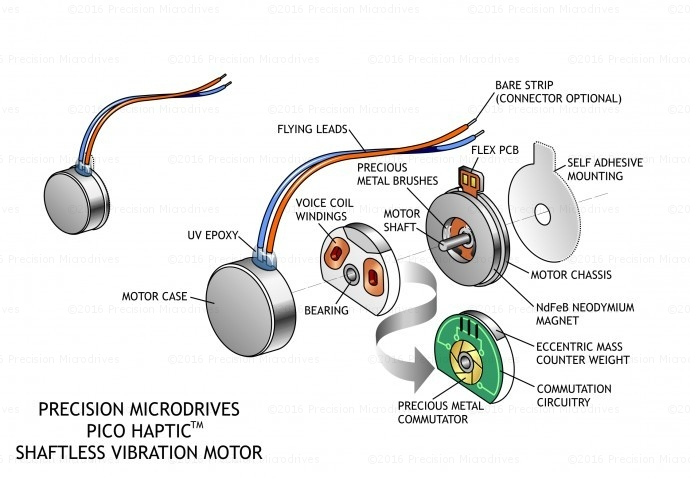 ©2016 Precision Microdrives
BARE STRIP
(CONNECTOR OPTIONAL)
FLYING LEADS
FLEX PCB
PRECIOUS
METAL BRUSHES
SELF ADHESIVE
MOUNTING
VOICE COIL
WINDINGS
MOTOR
SHAFT
UV EPOXY
MOTOR CHASSIS
MOTOR CASE
BEARING
NdFeB NEODYMIUM
MAGNET
ECCENTRIC MASS
COUNTER WEIGHT
COMMUTATION
CIRCUITRY
PRECIOUS METAL
COMMUTATOR
PRECISION MICRODRIVES
PICO HAPTIC™
SHAFTLESS VIBRATION MOTOR